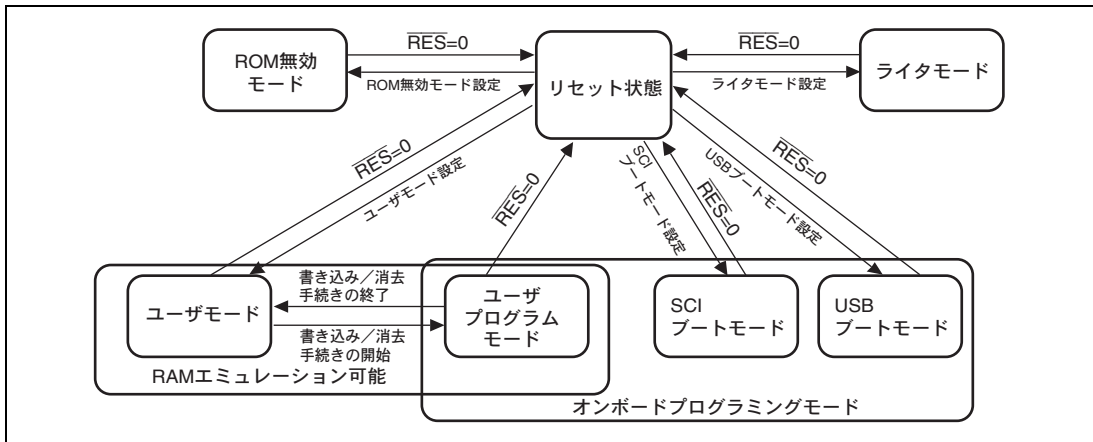 ROM無効
モード
RES=0
ROM無効モード設定
リセット状態
RES=0
ライタモード設定
ライタモード
RES=0
ユーザモード設定
RES=0
SCI
ブートモード設定
RES=0
USBブートモード設定
RES=0
ユーザモード
書き込み／消去
手続きの終了
書き込み／消去
手続きの開始
ユーザ
プログラム
モード
SCI
ブートモード
USB
ブートモード
RAMエミュレーション可能
オンボードプログラミングモード